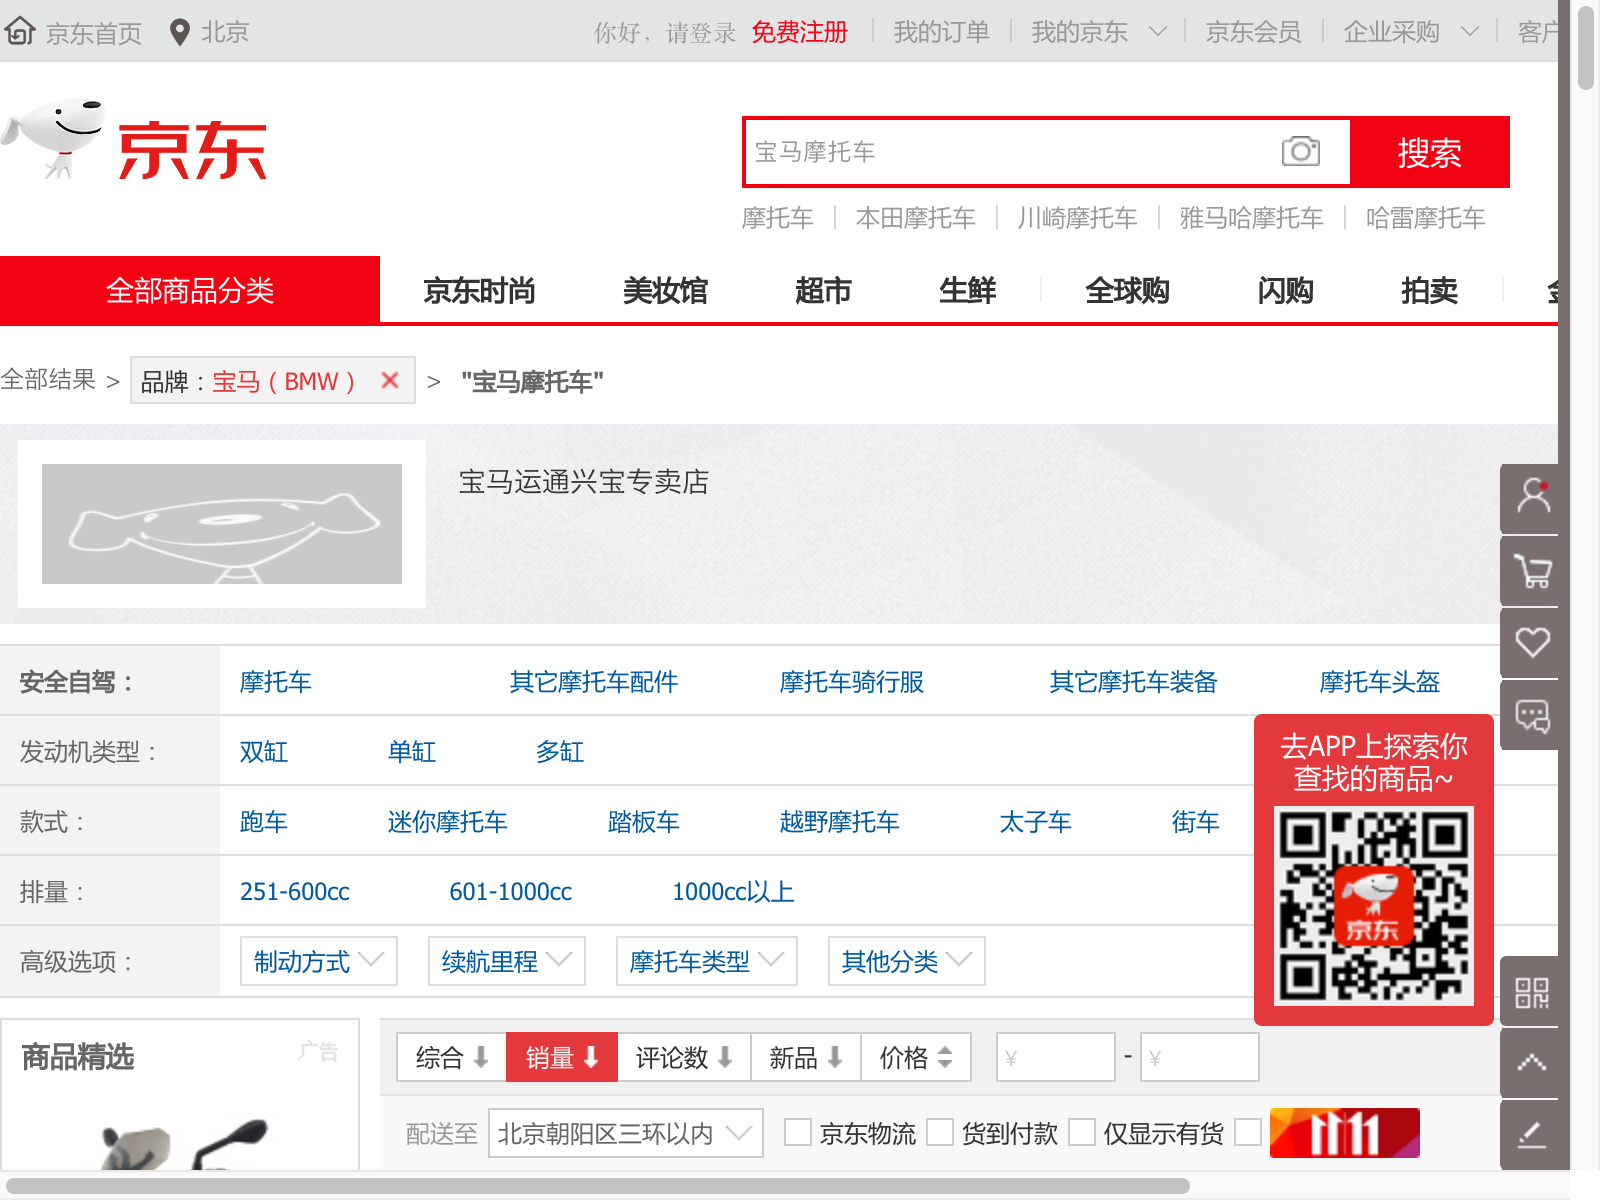 京东首页 北京 你好，请登录 免费注册 我的订单 我的京东 京东会员 企业采购 客户
京东
宝马摩托车 搜索
摩托车 本田摩托车 川崎摩托车 雅马哈摩托车 哈雷摩托车
全部商品分类 京东时尚 美妆馆 超市 生鲜 全球购 闪购 拍卖 金
全部结果 > 品牌：宝马（BMW） > "宝马摩托车"
宝马运通兴宝专卖店
安全自驾： 摩托车 其它摩托车配件 摩托车骑行服 其它摩托车装备 摩托车头盔
发动机类型： 双缸 单缸 多缸
款式： 跑车 迷你摩托车 踏板车 越野摩托车 太子车 街车
排量： 251-600cc 601-1000cc 1000cc以上
高级选项： 制动方式 续航里程 摩托车类型 其他分类
去APP上探索你
查找的商品~
京东
商品精选 广告
综合 销量 评论数 新品 价格 ¥ - ¥
配送至 北京朝阳区三环以内 京东物流 货到付款 仅显示有货 11 11